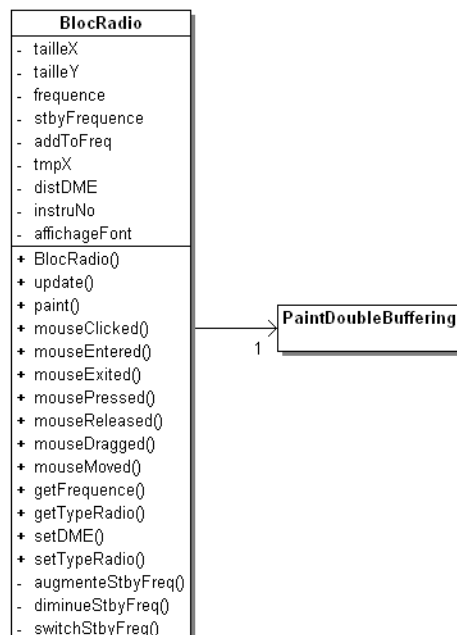 BlocRadio
- tailleX
- tailleY
- frequence
- stbyFrequence
- addToFreq
- tmpX
- distDME
- instruNo
- affichageFont
+ BlocRadio()
+ update()
+ paint()
+ mouseClicked()
+ mouseEntered()
+ mouseExited()
+ mousePressed()
+ mouseReleased()
+ mouseDragged()
+ mouseMoved()
+ getFrequence()
+ getTypeRadio()
+ setDME()
+ setTypeRadio()
- augmenteStbyFreq()
- diminueStbyFreq()
- switchStbyFreq()
PaintDoubleBuffering
1